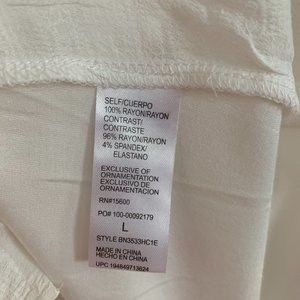 SELF/CUERPO
100% RAYON/RAYON
CONTRAST/
CONTRASTE
96% RAYON/RAYON
4% SPANDEX/
ELASTANO
EXCLUSIVE OF
ORNAMENTATION
EXCLUSIVO DE
ORNAMENTACION
RN#15600
PO# 100-00092179
L
STYLE BN3533HC1E
MADE IN CHINA
HECHO EN CHINA
UPC 194849713624